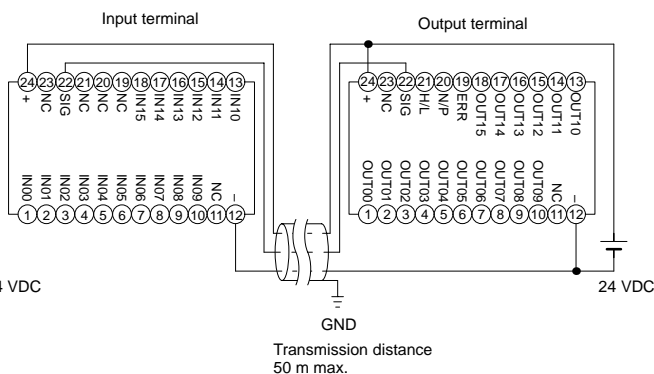 Input terminal
Output terminal
24 23 22 21 20 19 18 17 16 15 14 13
+ NC SIG NC NC NC IN15 IN14 IN13 IN12 IN11 IN10
IN00 IN01 IN02 IN03 IN04 IN05 IN06 IN07 IN08 IN09 NC –
1 2 3 4 5 6 7 8 9 10 11 12
24 23 22 21 20 19 18 17 16 15 14 13
+ NC SIG H/L N/P ERR OUT15 OUT14 OUT13 OUT12 OUT11 OUT10
OUT00 OUT01 OUT02 OUT03 OUT04 OUT05 OUT06 OUT07 OUT08 OUT09 NC –
1 2 3 4 5 6 7 8 9 10 11 12
VDC
24 VDC
GND
Transmission distance
50 m max.